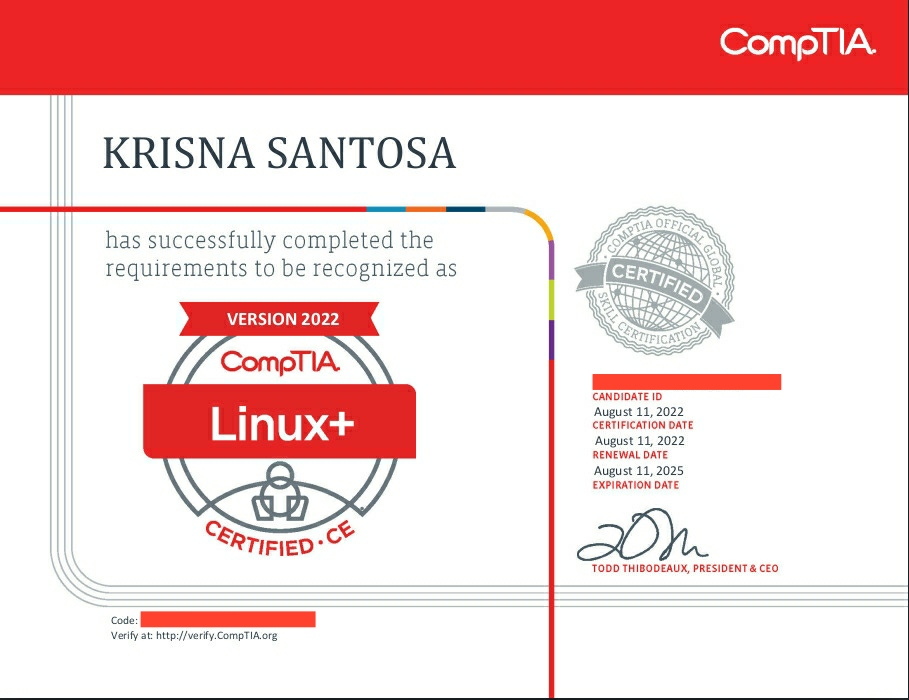 CompTIA.
KRISNA SANTOSA
has successfully completed the
requirements to be recognized as
VERSION 2022
CompTIA.
Linux+
CERTIFIED • CE
COMPTIA OFFICIAL GLOBAL
CERTIFIED
SKILL CERTIFICATION
CANDIDATE ID
August 11, 2022
CERTIFICATION DATE
August 11, 2022
RENEWAL DATE
August 11, 2025
EXPIRATION DATE
TODD THIBODEAUX, PRESIDENT & CEO
Code:
Verify at: http://verify.CompTIA.org